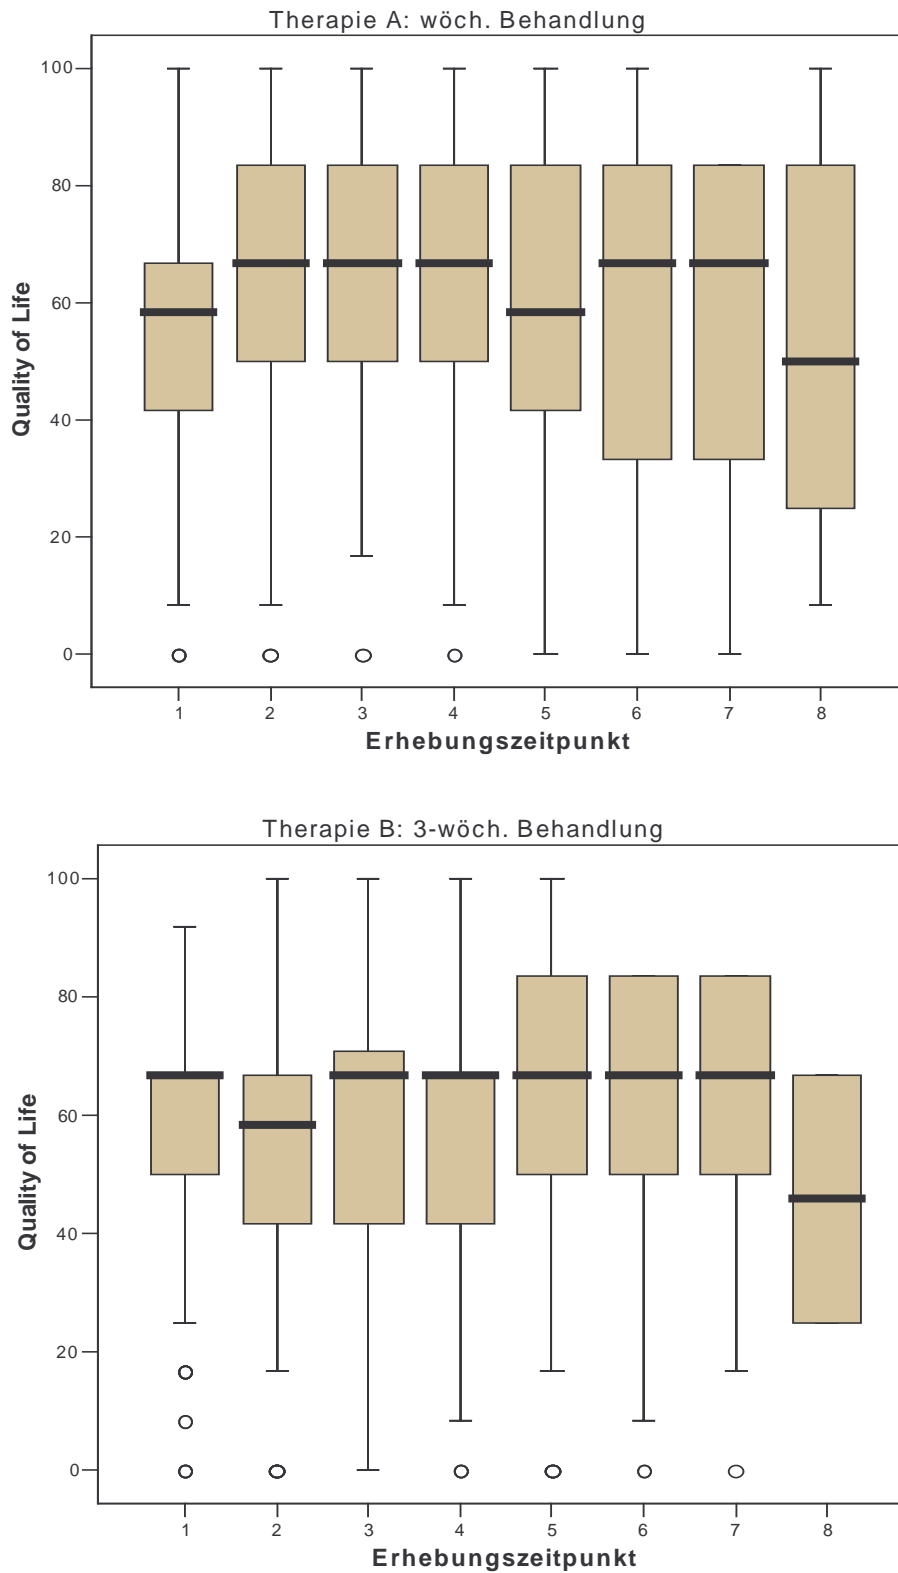 Therapie A: wöch. Behandlung
Quality of Life
100
80
60
40
20
0
1 2 3 4 5 6 7 8
Erhebungszeitpunkt
Therapie B: 3-wöch. Behandlung
Quality of Life
100
80
60
40
20
0
1 2 3 4 5 6 7 8
Erhebungszeitpunkt